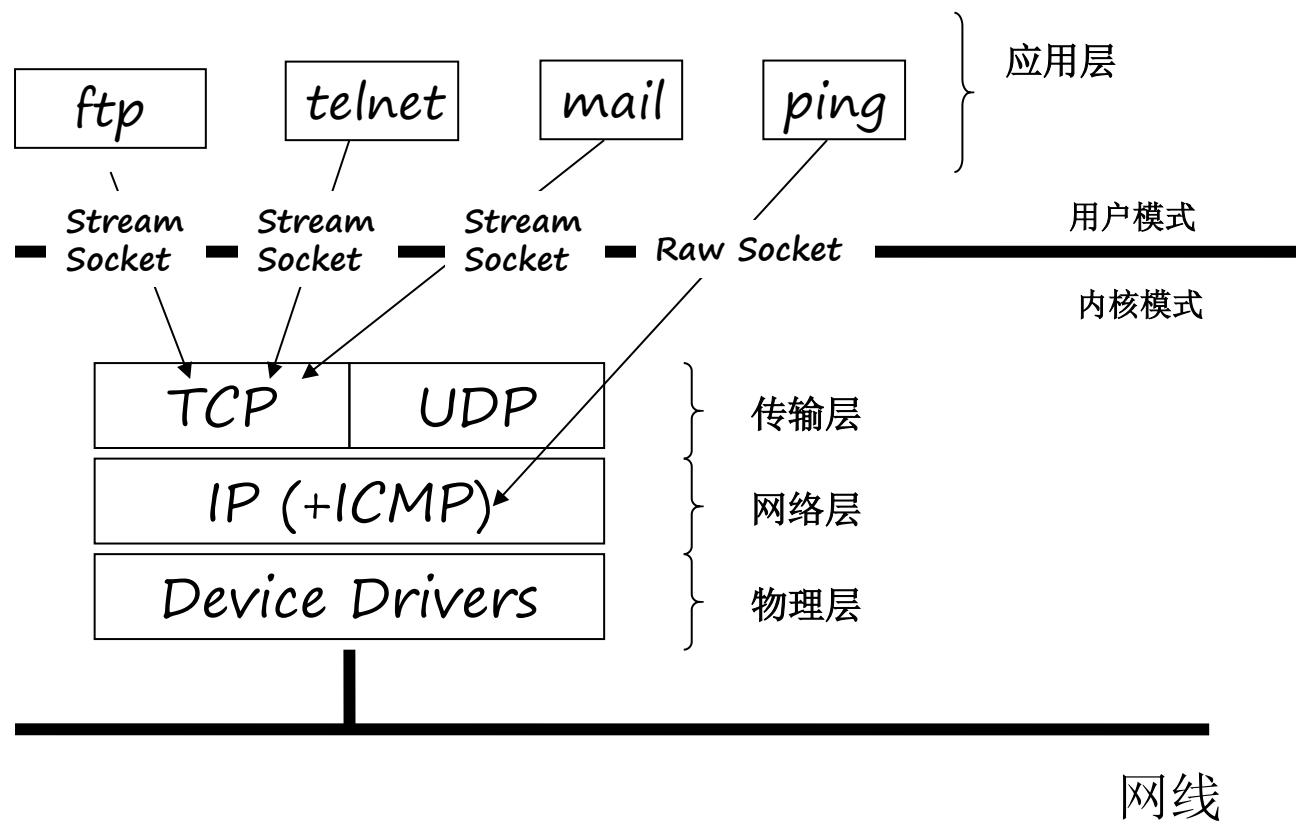 应用层
ftp
telnet
mail
ping
用户模式
Stream
Socket
Stream
Socket
Stream
Socket
Raw Socket
内核模式
TCP
UDP
传输层
IP (+ICMP)
网络层
Device Drivers
物理层
网线